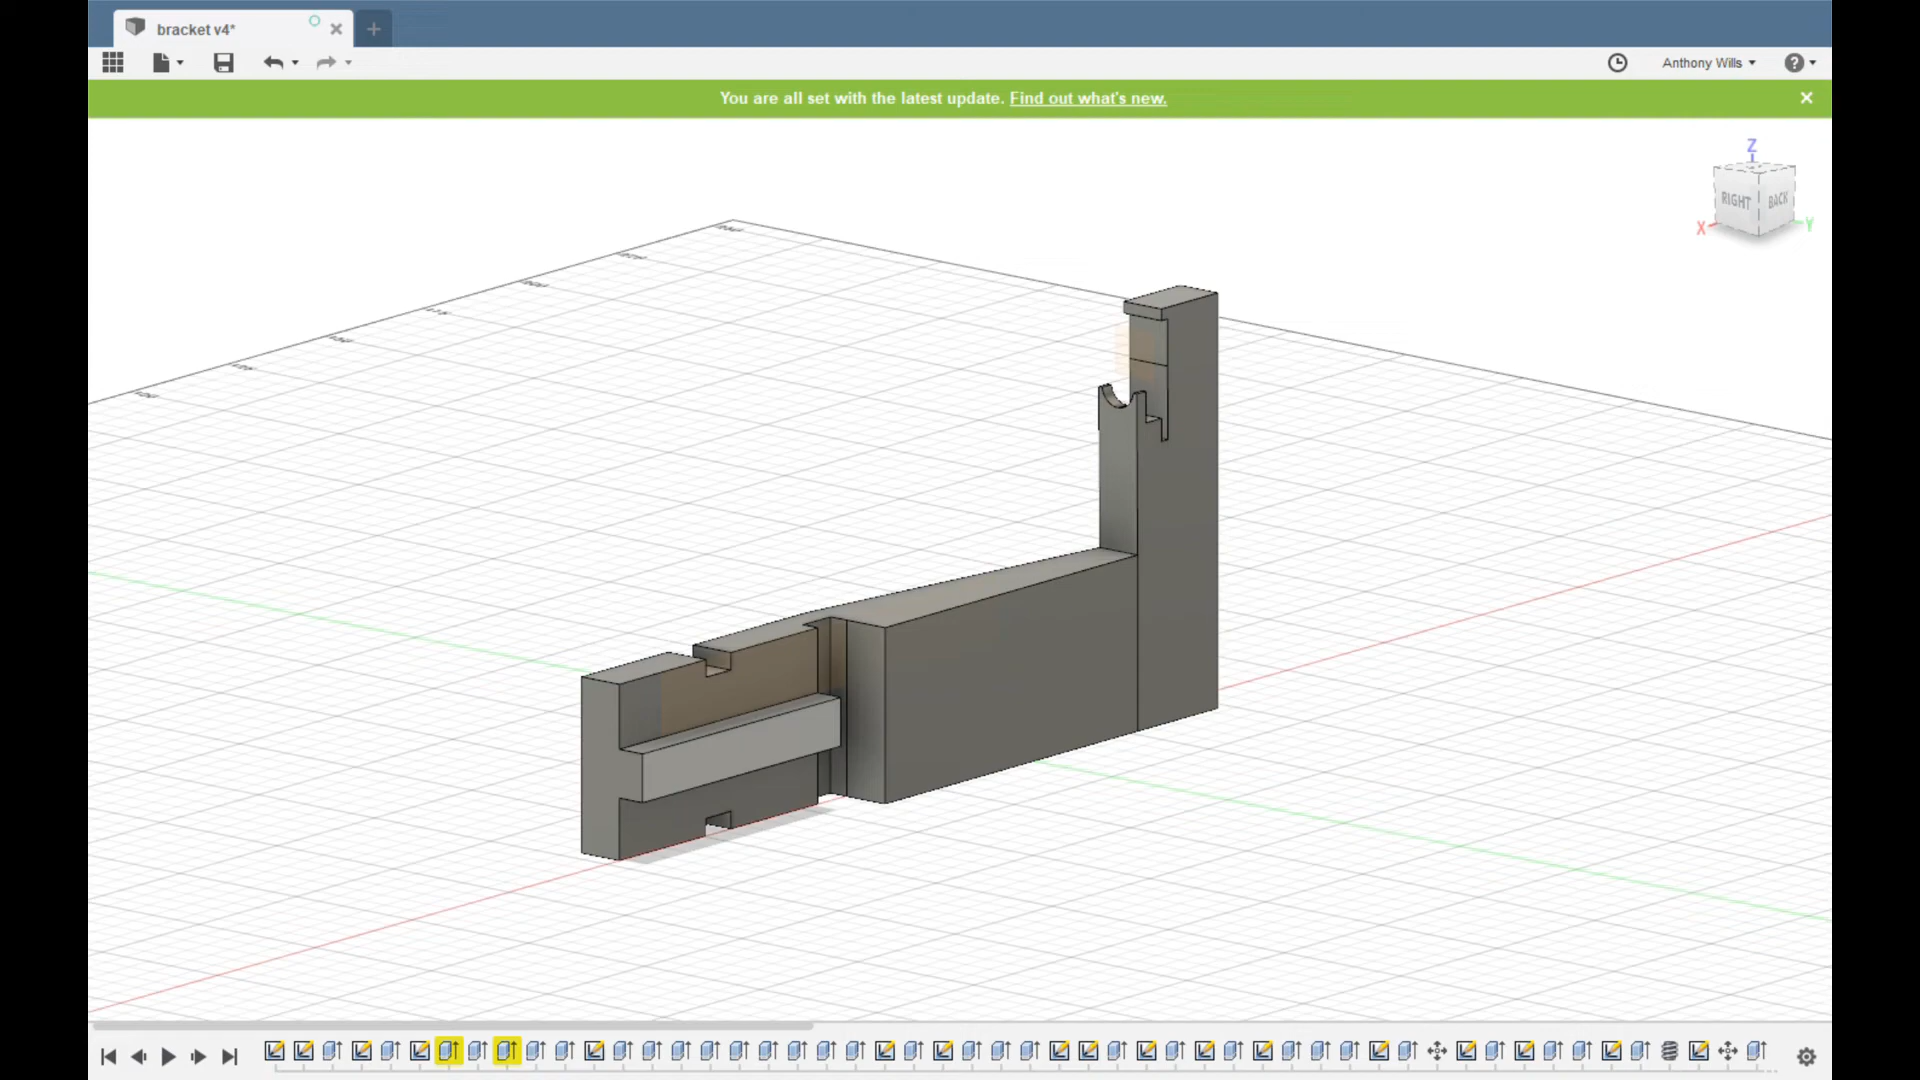 bracket v4*
Anthony Wills
You are all set with the latest update. Find out what's new.
Z
RIGHT
BACK
X
Y